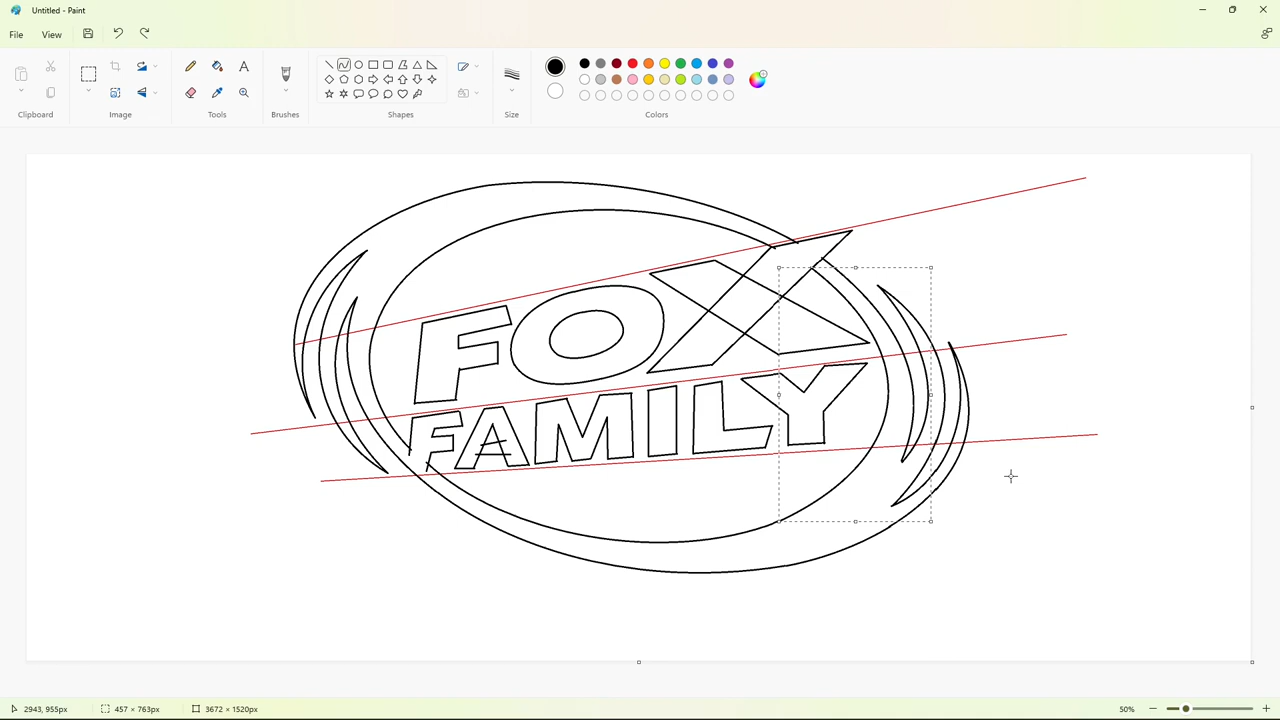 Untitled - Paint
File View
Clipboard Image Tools Brushes Shapes Size Colors
FOX
FAMILY
2943, 955px 457 × 763px 3672 × 1520px 50%